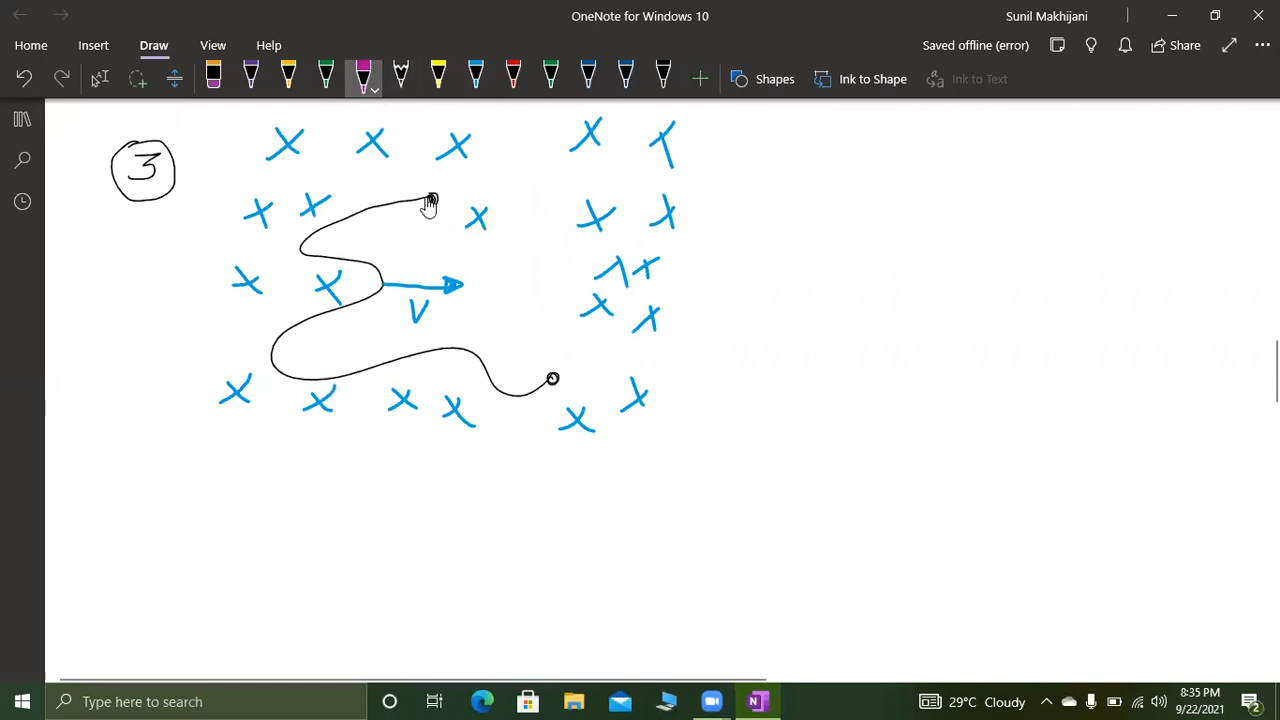 OneNote for Windows 10
Sunil Makhijani
Home Insert Draw View Help
Saved offline (error)
Share
Shapes
Ink to Shape
Ink to Text
3
X X X X X
X X X X X
X X X X
V
X X
X X X X X X
Type here to search
29°C Cloudy
8:35 PM
9/22/2021
2